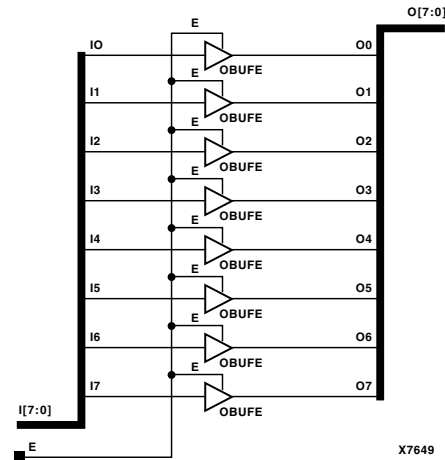 O[7:0]
E
IO
O0
OBUFE
E
I1
O1
OBUFE
E
I2
O2
OBUFE
E
I3
O3
OBUFE
E
I4
O4
OBUFE
E
I5
O5
OBUFE
E
I6
O6
OBUFE
E
I7
O7
OBUFE
I[7:0]
E
X7649